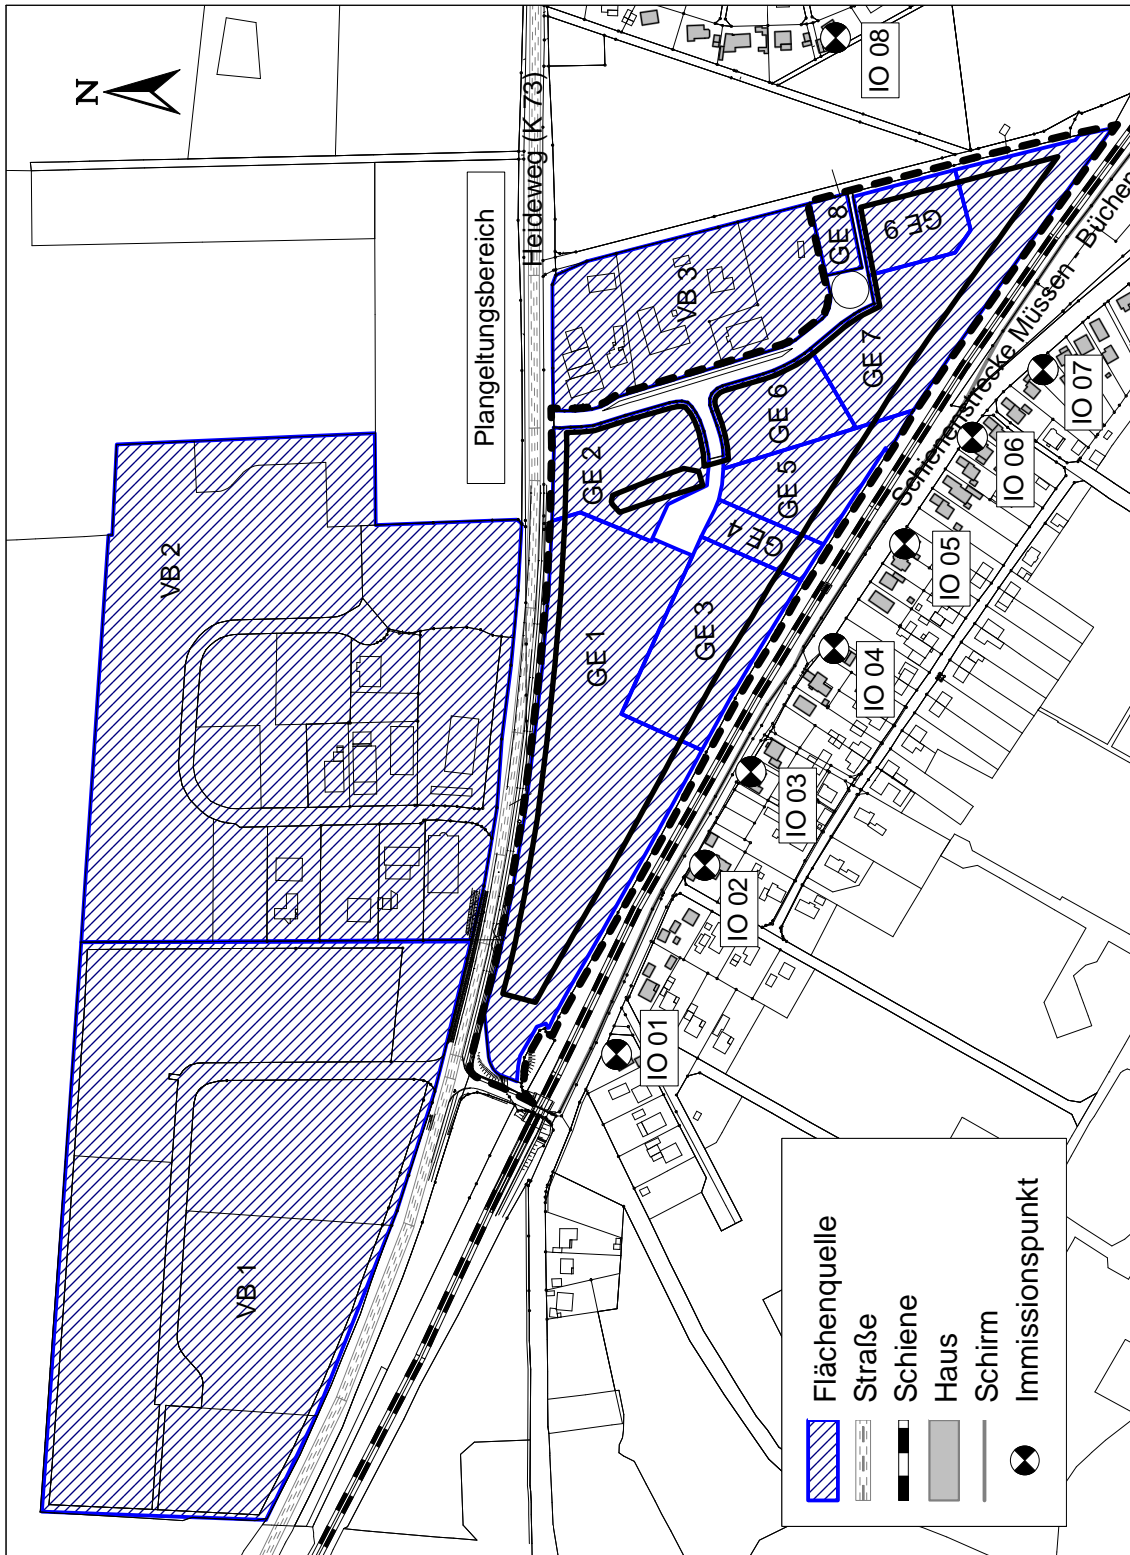 N
Heideweg (K 73)
Plangeltungsbereich
VB 1
VB 2
VB 3
GE 1
GE 2
GE 3
GE 4
GE 5
GE 6
GE 7
GE 8
GE 9
Schienenstrecke Müssen - Büchen
IO 01
IO 02
IO 03
IO 04
IO 05
IO 06
IO 07
IO 08
Flächenquelle
Straße
Schiene
Haus
Schirm
Immissionspunkt